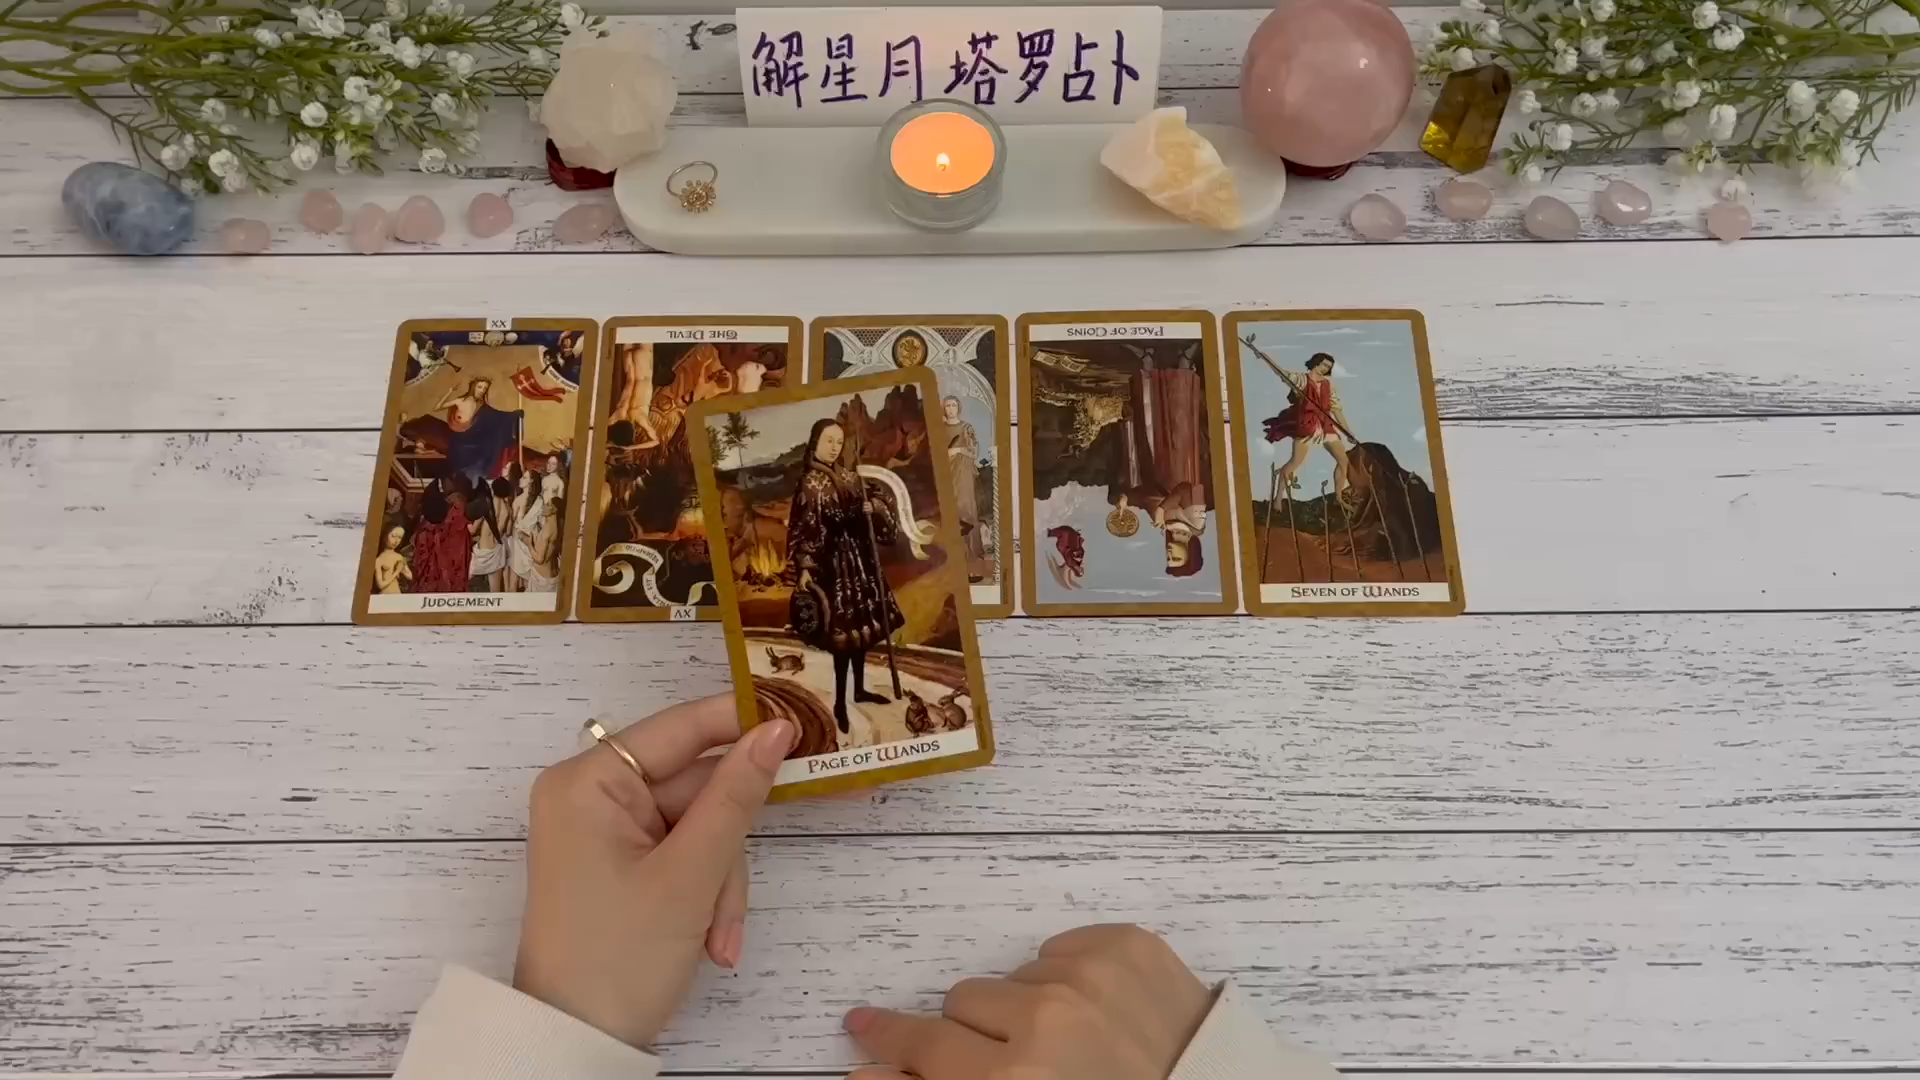 解星月塔罗占卜
XX
JUDGEMENT
THE DEVIL
XV
PAGE OF COINS
SEVEN OF WANDS
PAGE OF WANDS